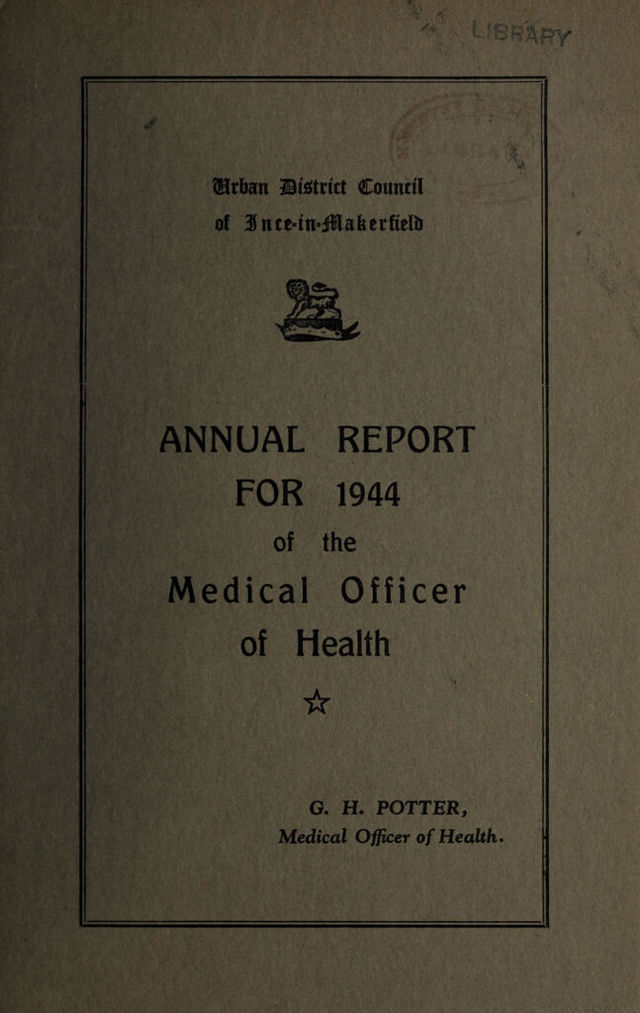 LIBRARY
Urban District Council
of Ince-in-Makerfield
ANNUAL REPORT
FOR 1944
of the
Medical Officer
of Health
G. H. POTTER,
Medical Officer of Health.